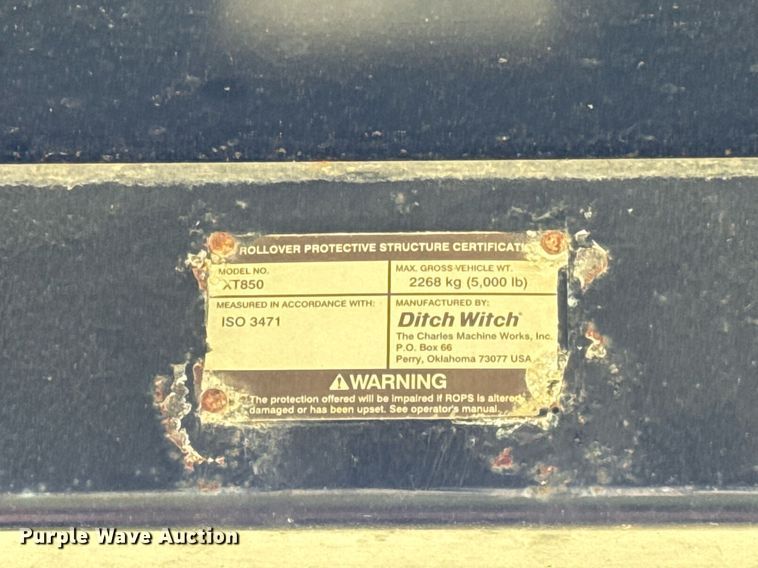 ROLLOVER PROTECTIVE STRUCTURE CERTIFICATI
MODEL NO.
XT850
MAX. GROSS VEHICLE WT.
2268 kg (5,000 lb)
MEASURED IN ACCORDANCE WITH:
ISO 3471
MANUFACTURED BY:
Ditch Witch®
The Charles Machine Works, Inc.
P.O. Box 66
Perry, Oklahoma 73077 USA
⚠WARNING
The protection offered will be impaired if ROPS is altered,
damaged or has been upset. See operator's manual.
Purple Wave Auction